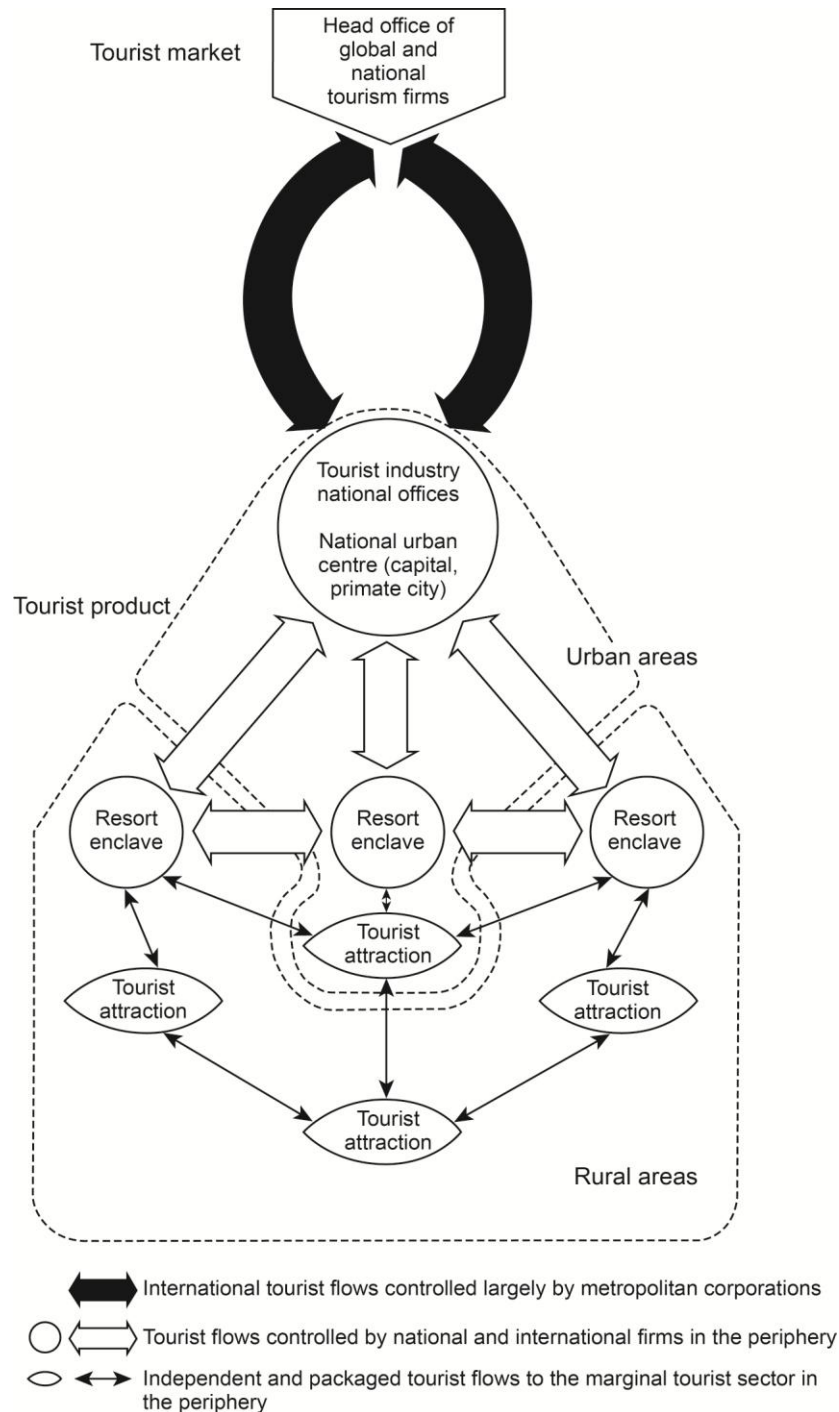 Tourist market
Head office of
global and
national
tourism firms
Tourist industry
national offices
National urban
centre (capital,
primate city)
Tourist product
Urban areas
Resort
enclave
Resort
enclave
Resort
enclave
Tourist
attraction
Tourist
attraction
Tourist
attraction
Tourist
attraction
Rural areas
International tourist flows controlled largely by metropolitan corporations
Tourist flows controlled by national and international firms in the periphery
Independent and packaged tourist flows to the marginal tourist sector in
the periphery